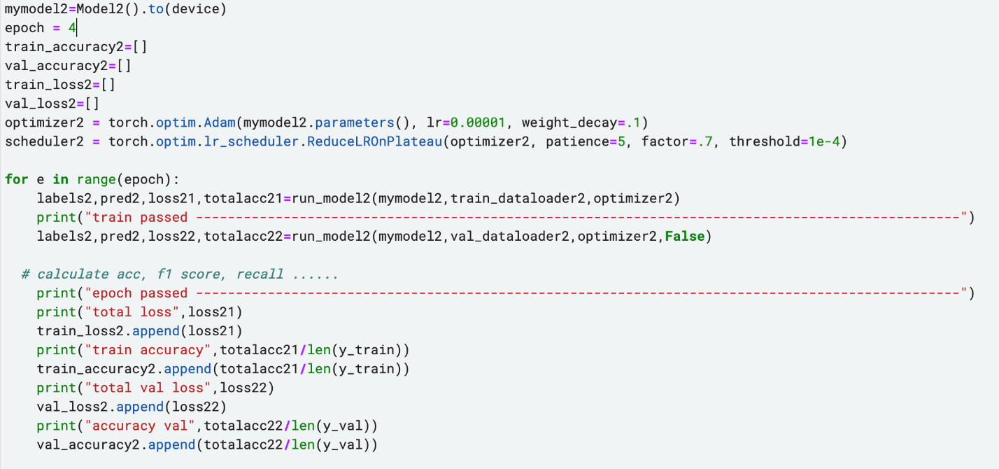 mymodel2=Model2().to(device)
epoch = 4
train_accuracy2=[]
val_accuracy2=[]
train_loss2=[]
val_loss2=[]
optimizer2 = torch.optim.Adam(mymodel2.parameters(), lr=0.00001, weight_decay=.1)
scheduler2 = torch.optim.lr_scheduler.ReduceLROnPlateau(optimizer2, patience=5, factor=.7, threshold=1e-4)
for e in range(epoch):
    labels2,pred2,loss21,totalacc21=run_model2(mymodel2,train_dataloader2,optimizer2)
    print("train passed -------------------------------------------------------------------------------------------------")
    labels2,pred2,loss22,totalacc22=run_model2(mymodel2,val_dataloader2,optimizer2,False)
  # calculate acc, f1 score, recall ......
    print("epoch passed -------------------------------------------------------------------------------------------------")
    print("total loss",loss21)
    train_loss2.append(loss21)
    print("train accuracy",totalacc21/len(y_train))
    train_accuracy2.append(totalacc21/len(y_train))
    print("total val loss",loss22)
    val_loss2.append(loss22)
    print("accuracy val",totalacc22/len(y_val))
    val_accuracy2.append(totalacc22/len(y_val))